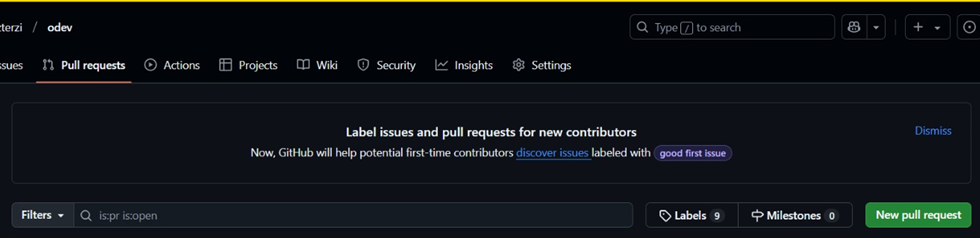 terzi / odev
Type / to search
sues Pull requests Actions Projects Wiki Security Insights Settings
Label issues and pull requests for new contributors
Dismiss
Now, GitHub will help potential first-time contributors discover issues labeled with good first issue
Filters is:pr is:open Labels 9 Milestones 0 New pull request